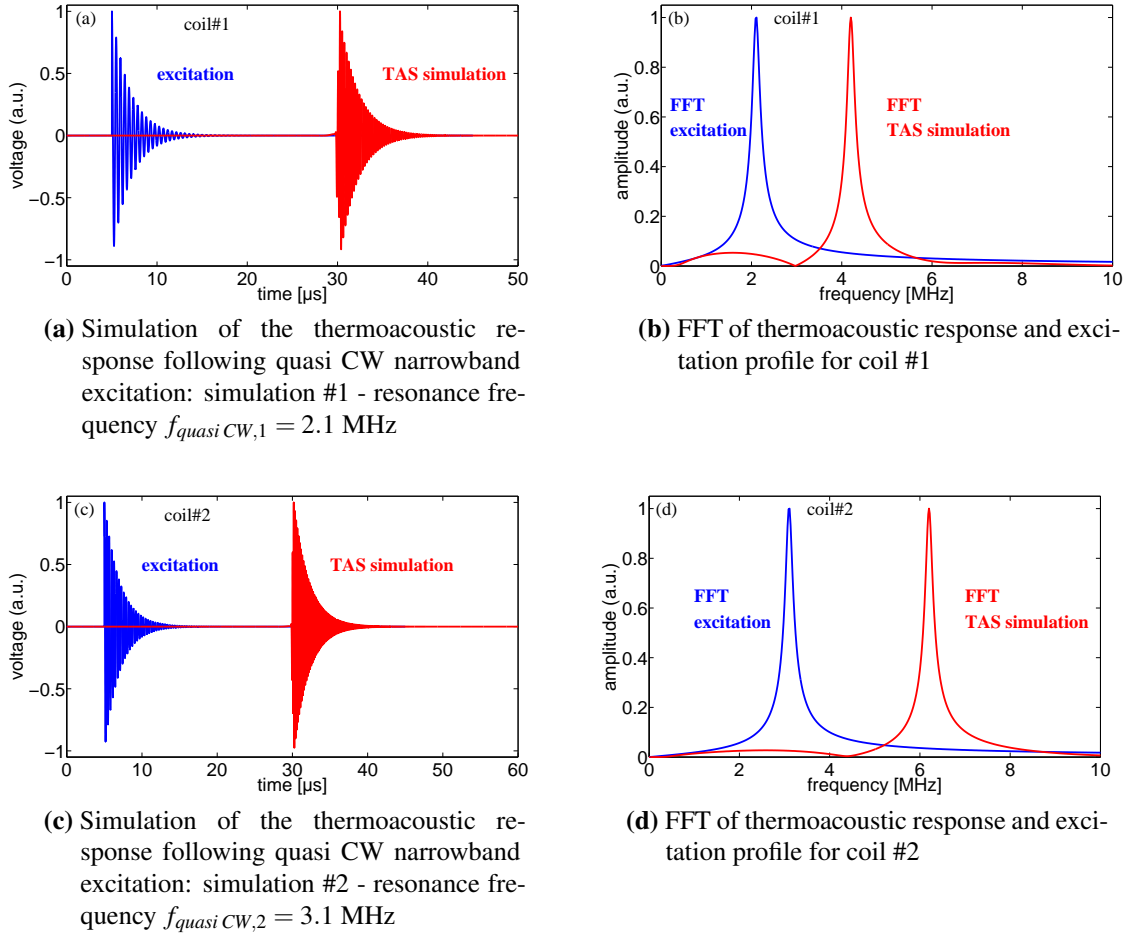 (a)
coil#1
excitation
TAS simulation
voltage (a.u.)
1
0.5
0
−0.5
−1
0
10
20
30
40
50
time [µs]
(b)
coil#1
FFT
excitation
FFT
TAS simulation
amplitude (a.u.)
1
0.8
0.6
0.4
0.2
0
0
2
4
6
8
10
frequency [MHz]
(a) Simulation of the thermoacoustic re-
sponse following quasi CW narrowband
excitation: simulation #1 - resonance fre-
quency f_quasi CW,1 = 2.1 MHz
(b) FFT of thermoacoustic response and exci-
tation profile for coil #1
(c)
coil#2
excitation
TAS simulation
voltage (a.u.)
1
0.5
0
−0.5
−1
0
10
20
30
40
50
60
time [µs]
(d)
coil#2
FFT
excitation
FFT
TAS simulation
amplitude (a.u.)
1
0.8
0.6
0.4
0.2
0
0
2
4
6
8
10
frequency [MHz]
(c) Simulation of the thermoacoustic re-
sponse following quasi CW narrowband
excitation: simulation #2 - resonance fre-
quency f_quasi CW,2 = 3.1 MHz
(d) FFT of thermoacoustic response and exci-
tation profile for coil #2